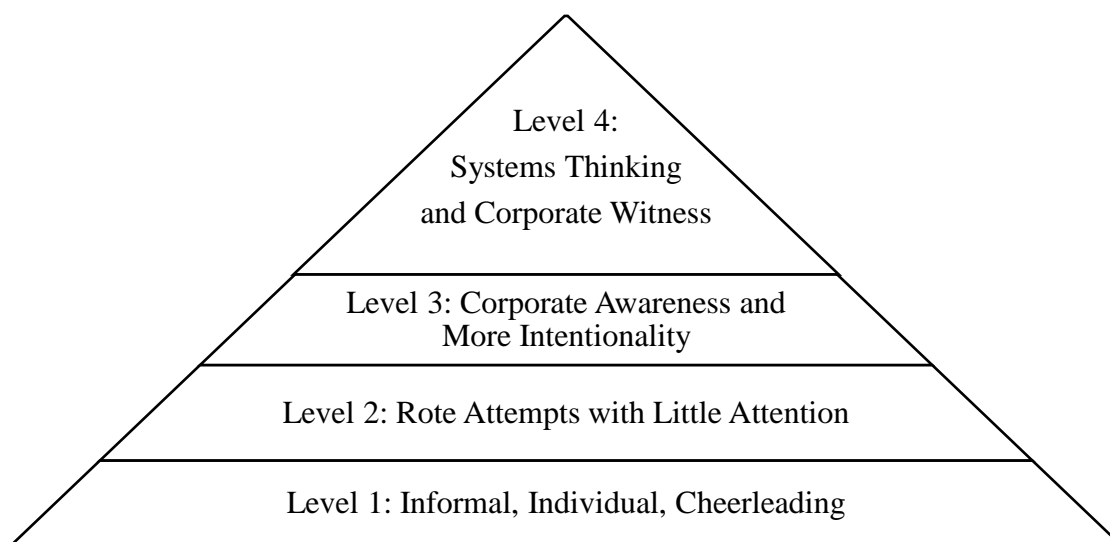 Level 4:
Systems Thinking
and Corporate Witness
Level 3: Corporate Awareness and
More Intentionality
Level 2: Rote Attempts with Little Attention
Level 1: Informal, Individual, Cheerleading